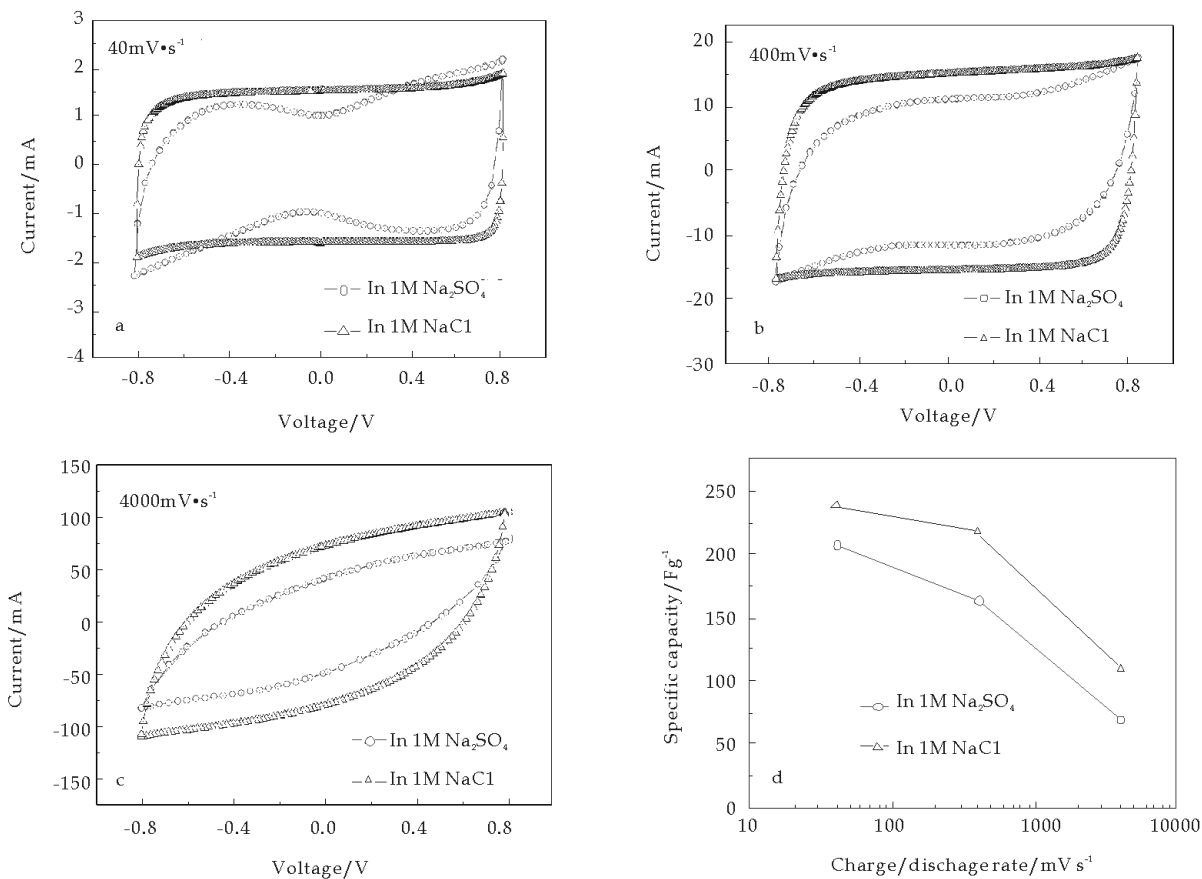 40mV•s⁻¹
3
2
1
0
-1
-2
-3
-4
Current/mA
In 1M Na₂SO₄
In 1M NaC1
a
-0.8
-0.4
0.0
0.4
0.8
Voltage/V
400mV•s⁻¹
20
10
0
-10
-20
-30
Current/mA
In 1M Na₂SO₄
In 1M NaC1
b
-0.8
-0.4
0.0
0.4
0.8
Voltage/V
4000mV•s⁻¹
150
100
50
0
-50
-100
-150
Current/mA
In 1M Na₂SO₄
In 1M NaC1
c
-0.8
-0.4
0.0
0.4
0.8
Voltage/V
250
200
150
100
50
0
Specific capacity/Fg⁻¹
In 1M Na₂SO₄
In 1M NaC1
d
10
100
1000
10000
Charge/dischage rate/mV s⁻¹